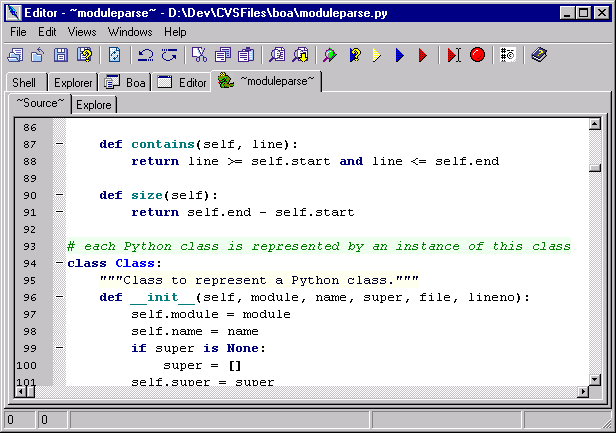 Editor - ~moduleparse - D:\Dev\CVSFiles\boa\moduleparse.py
File Edit Views Windows Help
Shell Explorer Boa Editor ~moduleparse~
~Source~ Explore
86
87 def contains(self, line):
88 return line >= self.start and line <= self.end
89
90 def size(self):
91 return self.end - self.start
92
93 # each Python class is represented by an instance of this class
94 class Class:
95 """Class to represent a Python class."""
96 def __init__(self, module, name, super, file, lineno):
97 self.module = module
98 self.name = name
99 if super is None:
100 super = []
101 self.super = super
0 0